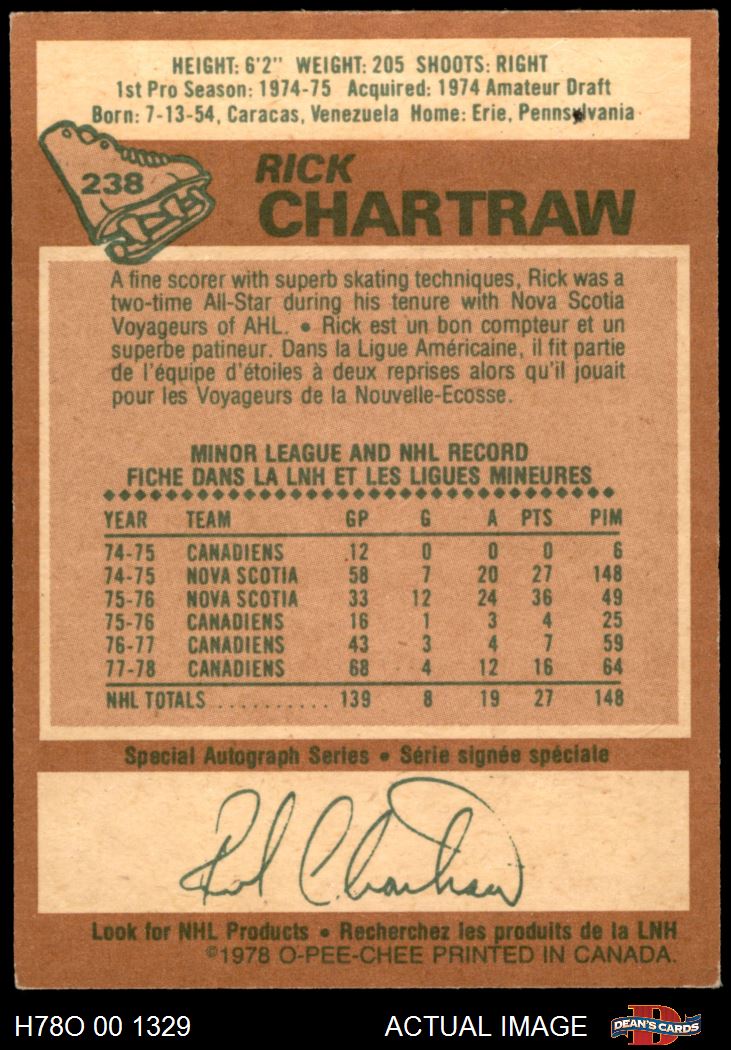 HEIGHT: 6'2" WEIGHT: 205 SHOOTS: RIGHT
1st Pro Season: 1974-75 Acquired: 1974 Amateur Draft
Born: 7-13-54, Caracas, Venezuela Home: Erie, Pennsylvania
238
RICK
CHARTRAW
A fine scorer with superb skating techniques, Rick was a
two-time All-Star during his tenure with Nova Scotia
Voyageurs of AHL. • Rick est un bon compteur et un
superbe patineur. Dans la Ligue Américaine, il fit partie
de l'équipe d'étoiles à deux reprises alors qu'il jouait
pour les Voyageurs de la Nouvelle-Ecosse.
MINOR LEAGUE AND NHL RECORD
FICHE DANS LA LNH ET LES LIGUES MINEURES
YEAR TEAM GP G A PTS PIM
74-75 CANADIENS 12 0 0 0 6
74-75 NOVA SCOTIA 58 7 20 27 148
75-76 NOVA SCOTIA 33 12 24 36 49
75-76 CANADIENS 16 1 3 4 25
76-77 CANADIENS 43 3 4 7 59
77-78 CANADIENS 68 4 12 16 64
NHL TOTALS .......... 139 8 19 27 148
Special Autograph Series • Série signée spéciale
Rick Chartraw
Look for NHL Products • Recherchez les produits de la LNH
©1978 O-PEE-CHEE PRINTED IN CANADA.
H78O 00 1329 ACTUAL IMAGE D DEAN'S CARDS